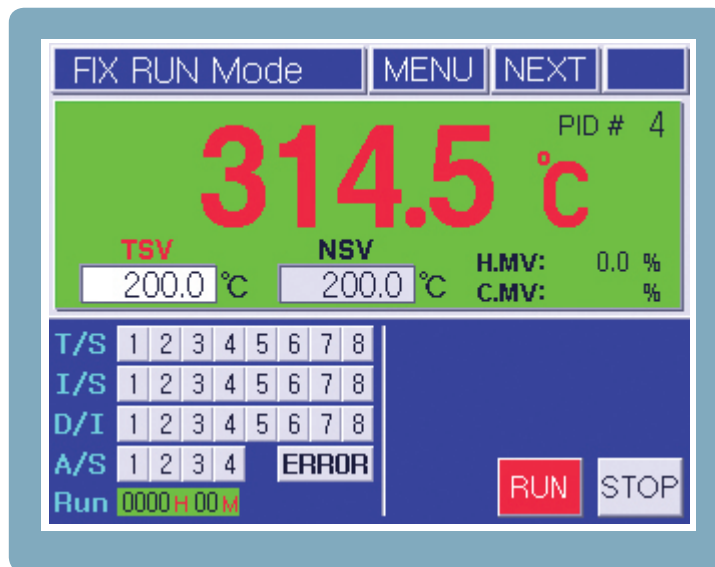 FIX RUN Mode MENU NEXT
PID # 4
314.5 ℃
TSV NSV
200.0 ℃ 200.0 ℃
H.MV: 0.0 %
C.MV: %
T/S 1 2 3 4 5 6 7 8
I/S 1 2 3 4 5 6 7 8
D/I 1 2 3 4 5 6 7 8
A/S 1 2 3 4 ERROR
Run 0000 H 00 M
RUN STOP